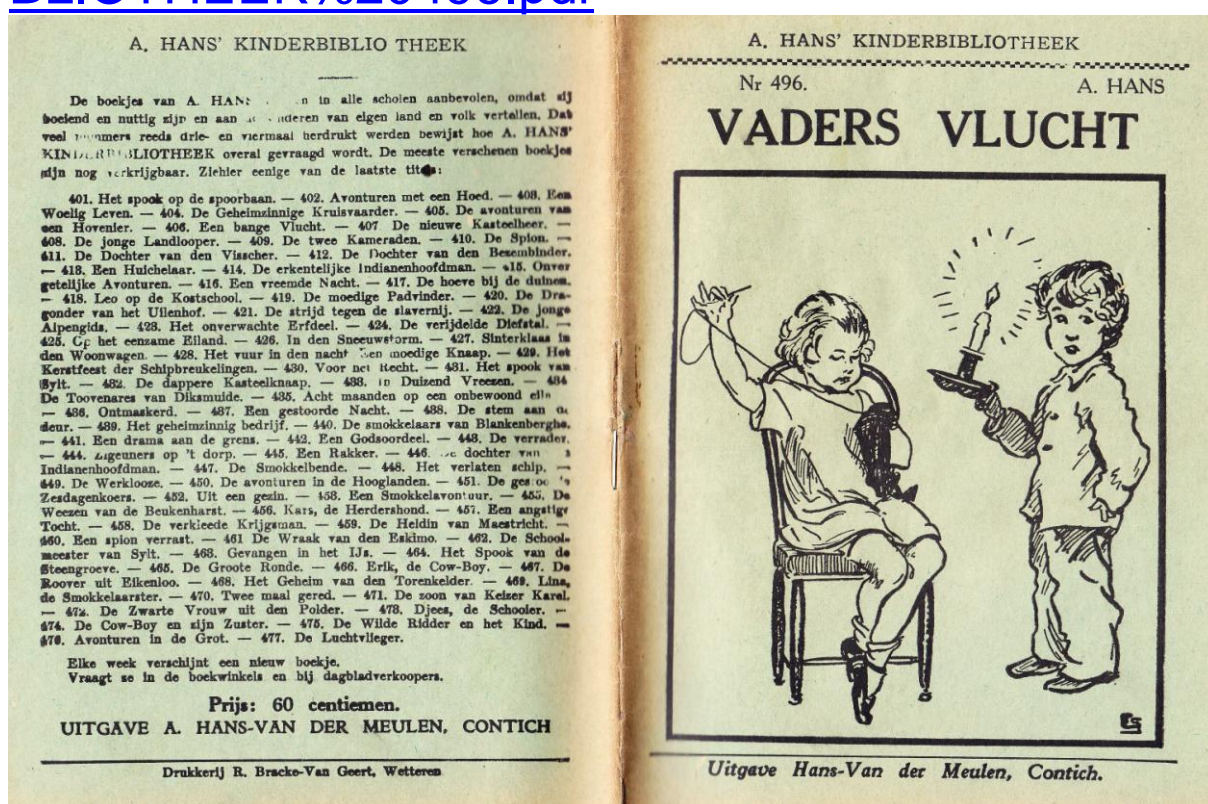 A. HANS' KINDERBIBLIO THEEK
De boekjes van A. HANS in alle scholen aanbevolen, omdat zij
boeiend en nuttig zijn en aan kinderen van eigen land en volk vertellen. Dat
veel nummers reeds drie- en viermaal herdrukt werden bewijst hoe A. HANS'
KINDERBIBLIOTHEEK overal gevraagd wordt. De meeste verschenen boekjes
zijn nog verkrijgbaar. Ziehier eenige van de laatste titels:
401. Het spook op de spoorbaan. — 402. Avonturen met een Hoed. — 403. Een
Woelig Leven. — 404. De Geheimzinnige Kruisvaarder. — 405. De avonturen van
een Hovenier. — 406. Een bange Vlucht. — 407 De nieuwe Kasteelheer. —
408. De jonge Landlooper. — 409. De twee Kameraden. — 410. De Spion. —
411. De Dochter van den Visscher. — 412. De Dochter van den Bezembinder.
— 413. Een Huichelaar. — 414. De erkentelijke Indianenhoofdman. — 415. Onver
getelijke Avonturen. — 416. Een vreemde Nacht. — 417. De hoeve bij de duinen.
— 418. Leo op de Kostschool. — 419. De moedige Padvinder. — 420. De Dra-
gonder van het Uilenhof. — 421. De strijd tegen de slavernij. — 422. De jonge
Alpengids. — 423. Het onverwachte Erfdeel. — 424. De verijdelde Diefstal. —
425. Op het eenzame Eiland. — 426. In den Sneeuwstorm. — 427. Sinterklaas in
den Woonwagen. — 428. Het vuur in den nacht Een moedige Knaap. — 429. Het
Kerstfeest der Schipbreukelingen. — 430. Voor het Recht. — 431. Het spook van
Sylt. — 432. De dappere Kasteelknaap. — 433. In Duizend Vreezen. — 434
De Toovenares van Diksmuide. — 435. Acht maanden op een onbewoond
— 436. Ontmaskerd. — 437. Een gestoorde Nacht. — 438. De stem aan de
deur. — 439. Het geheimzinnig bedrijf. — 440. De smokkelaars van Blankenberghe.
— 441. Een drama aan de grens. — 442. Een Godsoordeel. — 443. De verrader.
— 444. Zigeuners op 't dorp. — 445. Een Rakker. — 446. De dochter van
Indianenhoofdman. — 447. De Smokkelbende. — 448. Het verlaten schip. —
449. De Werklooze. — 450. De avonturen in de Hooglanden. — 451. De
Zesdagenkoers. — 452. Uit een gezin. — 453. Een Smokkelavontuur. — 455. De
Weezen van de Beukenharst. — 456. Kars, de Herdershond. — 457. Een angstige
Tocht. — 458. De verkleede Krijgsman. — 459. De Heldin van Maestricht. —
460. Een spion verrast. — 461 De Wraak van den Eskimo. — 462. De School-
meester van Sylt. — 463. Gevangen in het IJs. — 464. Het Spook van de
Steengroeve. — 465. De Groote Ronde. — 466. Erik, de Cow-Boy. — 467. De
Roover uit Eikenloo. — 468. Het Geheim van den Torenkelder. — 469. Lina,
de Smokkelaarster. — 470. Twee maal gered. — 471. De zoon van Keizer Karel.
— 472. De Zwarte Vrouw uit den Polder. — 473. Djees, de Schooier. —
474. De Cow-Boy en zijn Zuster. — 475. De Wilde Ridder en het Kind. —
476. Avonturen in de Grot. — 477. De Luchtvlieger.
Elke week verschijnt een nieuw boekje.
Vraagt ze in de boekwinkels en bij dagbladverkoopers.
Prijs: 60 centiemen.
UITGAVE A. HANS-VAN DER MEULEN, CONTICH
Drukkerij R. Bracke-Van Geert, Wetteren
A. HANS' KINDERBIBLIOTHEEK
Nr 496. A. HANS
VADERS VLUCHT
Uitgave Hans-Van der Meulen, Contich.